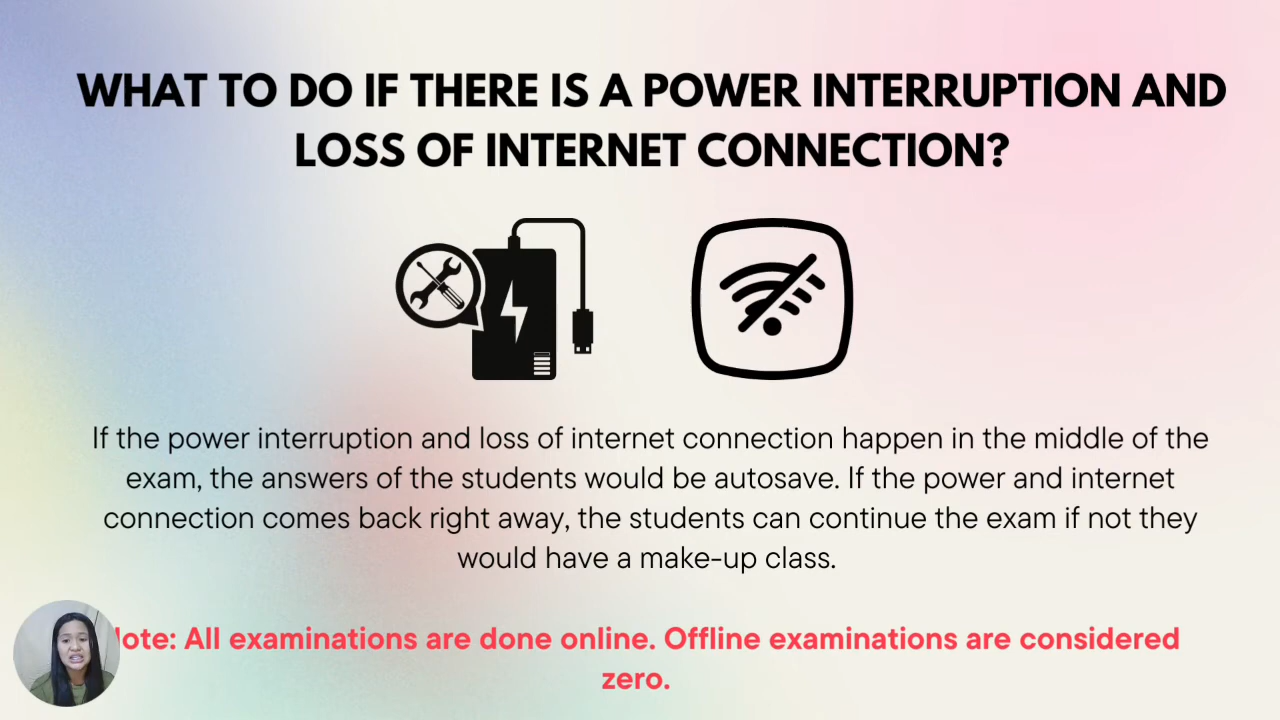 WHAT TO DO IF THERE IS A POWER INTERRUPTION AND
LOSS OF INTERNET CONNECTION?
If the power interruption and loss of internet connection happen in the middle of the
exam, the answers of the students would be autosave. If the power and internet
connection comes back right away, the students can continue the exam if not they
would have a make-up class.
Note: All examinations are done online. Offline examinations are considered
zero.